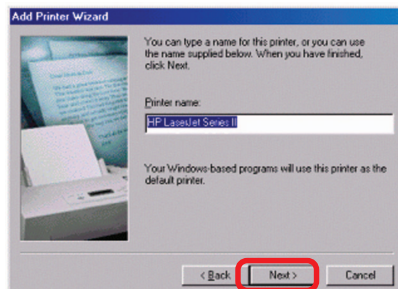 Add Printer Wizard
You can type a name for this printer, or you can use
the name supplied below. When you have finished,
click Next.
Printer name:
HP LaserJet Series II
Your Windows-based programs will use this printer as the
default printer.
< Back
Next >
Cancel